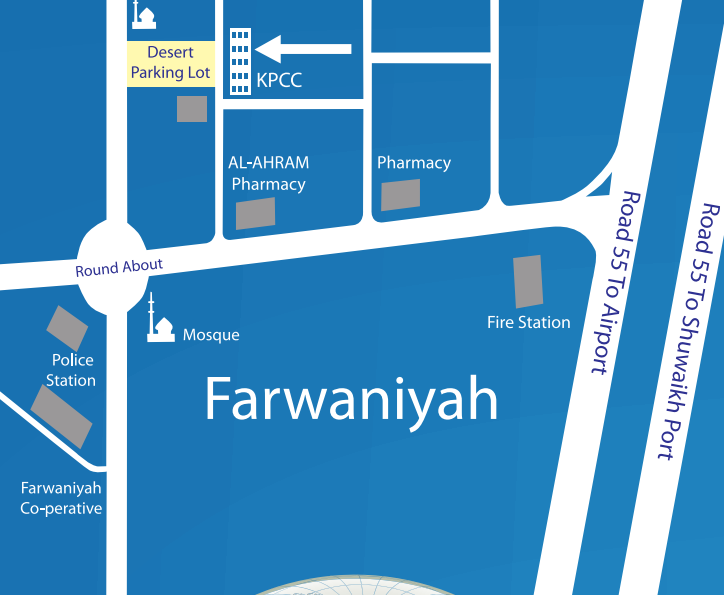 Desert
Parking Lot
KPCC
AL-AHRAM
Pharmacy
Pharmacy
Round About
Road 55 To Airport
Road 55 To Shuwaikh Port
Fire Station
Mosque
Police
Station
Farwaniyah
Farwaniyah
Co-perative